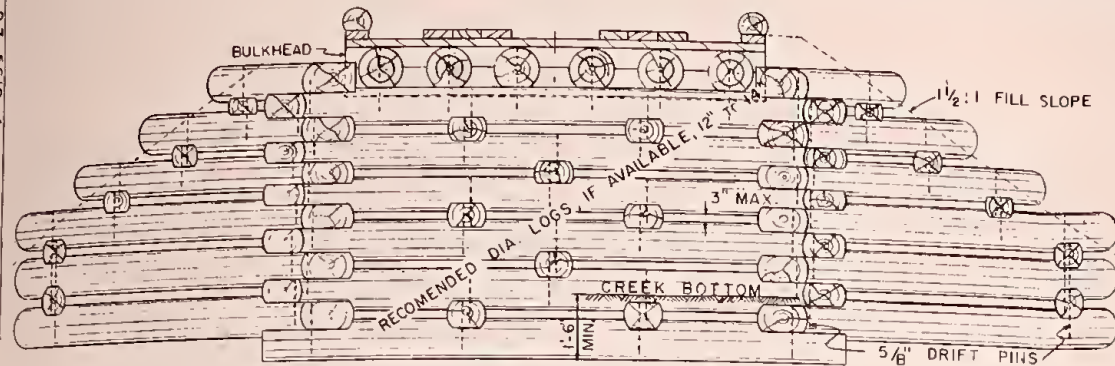 BULKHEAD
1½:1 FILL SLOPE
RECOMENDED DIA. LOGS IF AVAILABLE, 12" TO
3" MAX.
CREEK BOTTOM
1'-6"
MIN.
5/8" DRIFT PINS